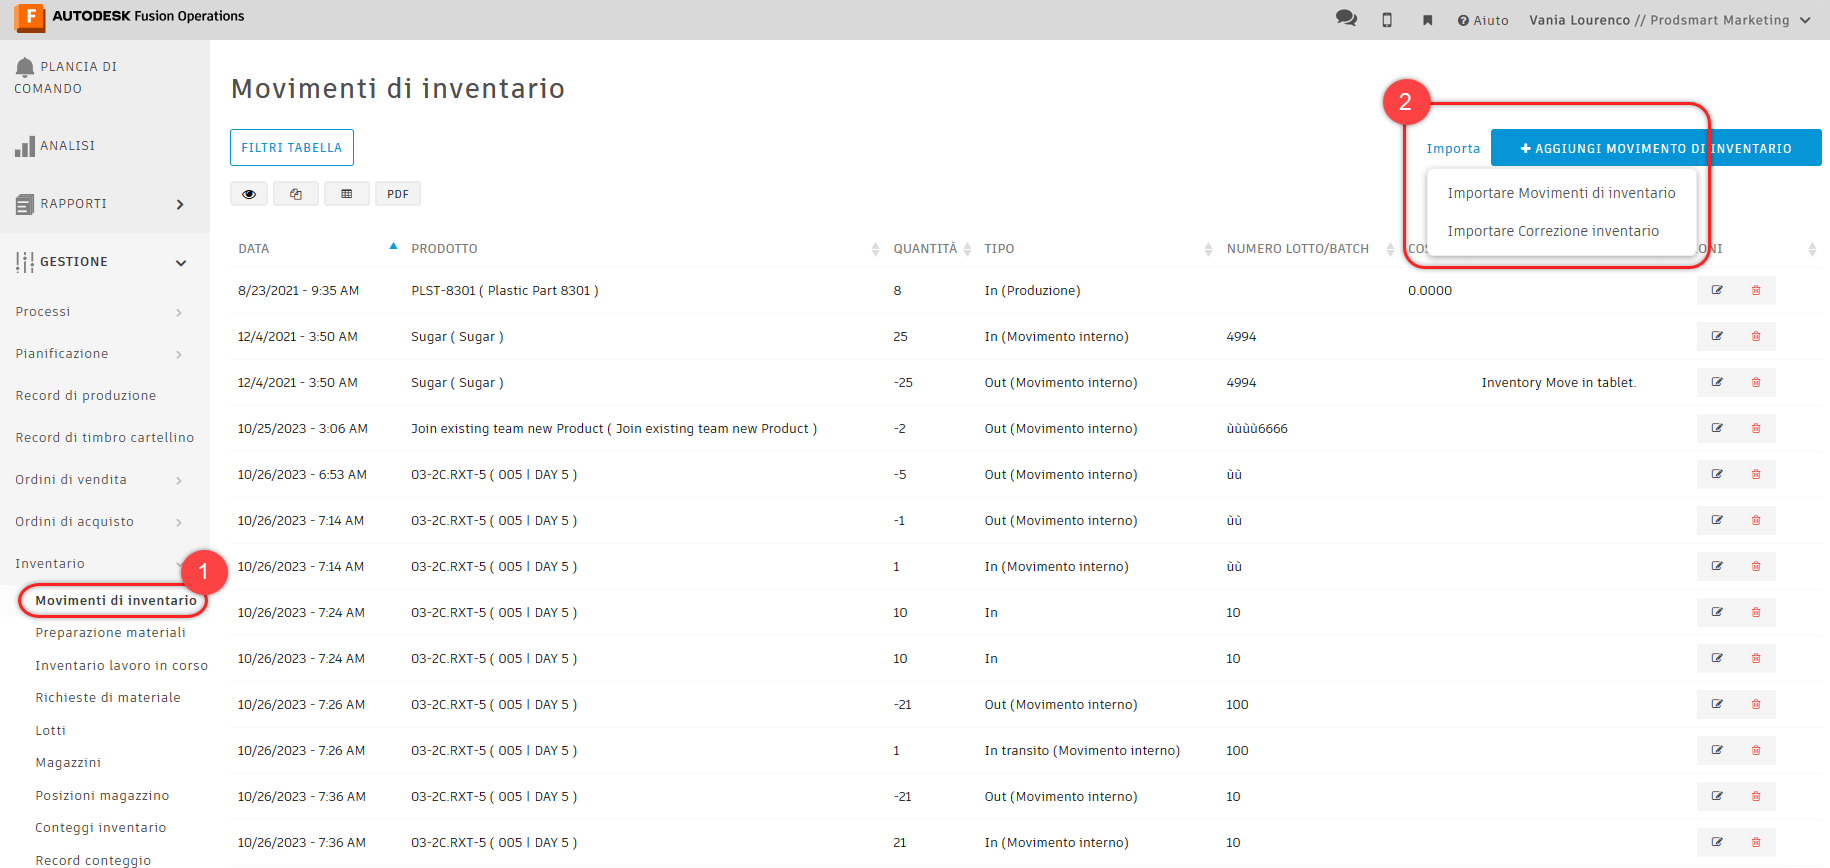 F AUTODESK Fusion Operations
Aiuto
Vania Lourenco // Prodsmart Marketing
PLANCIA DI
COMANDO
ANALISI
RAPPORTI
GESTIONE
Processi
Pianificazione
Record di produzione
Record di timbro cartellino
Ordini di vendita
Ordini di acquisto
Inventario
1
Movimenti di inventario
Preparazione materiali
Inventario lavoro in corso
Richieste di materiale
Lotti
Magazzini
Posizioni magazzino
Conteggi inventario
Record conteggio
Movimenti di inventario
2
FILTRI TABELLA
Importa
+ AGGIUNGI MOVIMENTO DI INVENTARIO
Importare Movimenti di inventario
Importare Correzione inventario
PDF
DATA PRODOTTO QUANTITÀ TIPO NUMERO LOTTO/BATCH
8/23/2021 - 9:35 AM PLST-8301 ( Plastic Part 8301 ) 8 In (Produzione) 0.0000
12/4/2021 - 3:50 AM Sugar ( Sugar ) 25 In (Movimento interno) 4994
12/4/2021 - 3:50 AM Sugar ( Sugar ) -25 Out (Movimento interno) 4994 Inventory Move in tablet.
10/25/2023 - 3:06 AM Join existing team new Product ( Join existing team new Product ) -2 Out (Movimento interno) ùùùù6666
10/26/2023 - 6:53 AM 03-2C.RXT-5 ( 005 | DAY 5 ) -5 Out (Movimento interno) ùù
10/26/2023 - 7:14 AM 03-2C.RXT-5 ( 005 | DAY 5 ) -1 Out (Movimento interno) ùù
10/26/2023 - 7:14 AM 03-2C.RXT-5 ( 005 | DAY 5 ) 1 In (Movimento interno) ùù
10/26/2023 - 7:24 AM 03-2C.RXT-5 ( 005 | DAY 5 ) 10 In 10
10/26/2023 - 7:24 AM 03-2C.RXT-5 ( 005 | DAY 5 ) 10 In 10
10/26/2023 - 7:26 AM 03-2C.RXT-5 ( 005 | DAY 5 ) -21 Out (Movimento interno) 100
10/26/2023 - 7:26 AM 03-2C.RXT-5 ( 005 | DAY 5 ) 1 In transito (Movimento interno) 100
10/26/2023 - 7:36 AM 03-2C.RXT-5 ( 005 | DAY 5 ) -21 Out (Movimento interno) 10
10/26/2023 - 7:36 AM 03-2C.RXT-5 ( 005 | DAY 5 ) 21 In (Movimento interno) 10